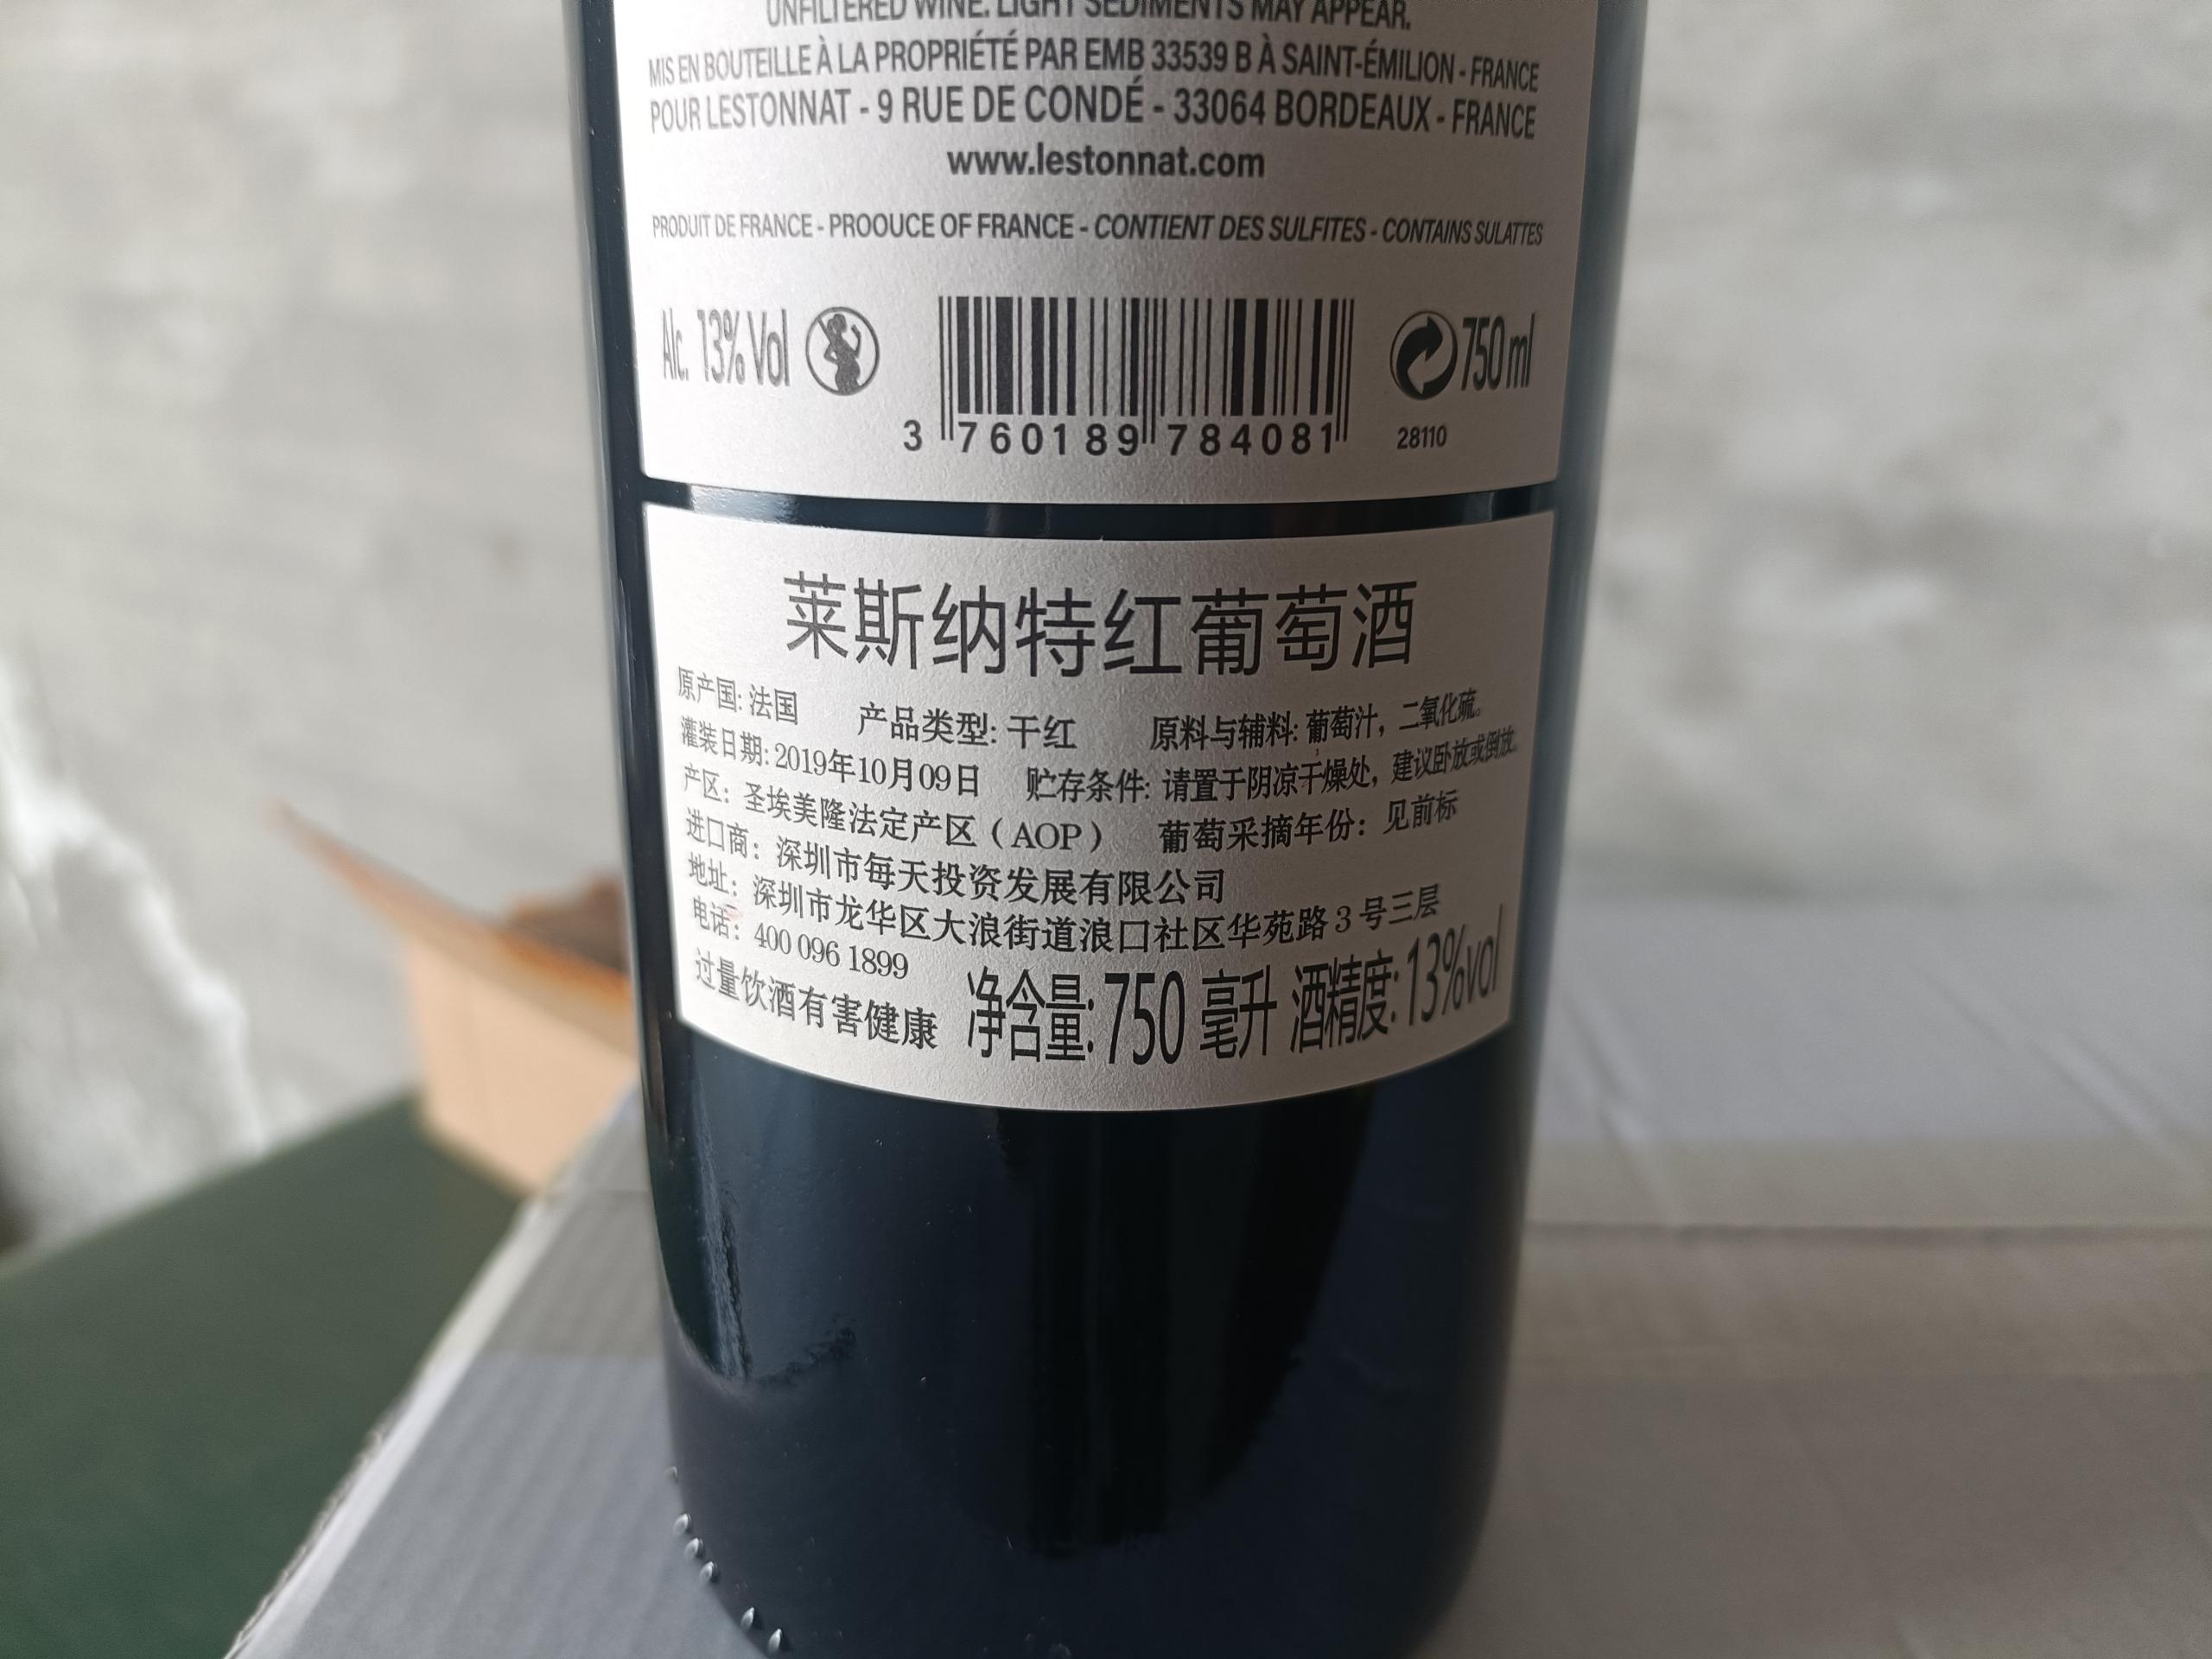 UNFILTERED WINE. LIGHT SEDIMENTS MAY APPEAR.
MIS EN BOUTEILLE À LA PROPRIÉTÉ PAR EMB 33539 B À SAINT-ÉMILION - FRANCE
POUR LESTONNAT - 9 RUE DE CONDÉ - 33064 BORDEAUX - FRANCE
www.lestonnat.com
PRODUIT DE FRANCE - PROOUCE OF FRANCE - CONTIENT DES SULFITES - CONTAINS SULATTES
Alc. 13% Vol 750 ml
3 760189 784081 28110
莱斯纳特红葡萄酒
原产国: 法国 产品类型: 干红 原料与辅料: 葡萄汁，二氧化硫。
灌装日期: 2019年10月09日 贮存条件: 请置于阴凉干燥处，建议卧放或倒放。
产区：圣埃美隆法定产区（AOP） 葡萄采摘年份：见前标
进口商：深圳市每天投资发展有限公司
地址：深圳市龙华区大浪街道浪口社区华苑路3号三层
电话：400 096 1899
过量饮酒有害健康 净含量: 750 毫升 酒精度: 13%vol